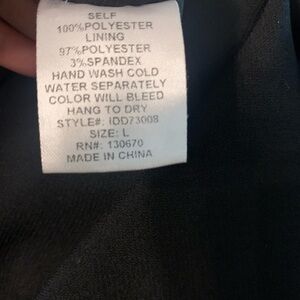 SELF
100%POLYESTER
LINING
97%POLYESTER
3%SPANDEX
HAND WASH COLD
WATER SEPARATELY
COLOR WILL BLEED
HANG TO DRY
STYLE#: IDD73008
SIZE: L
RN#: 130670
MADE IN CHINA